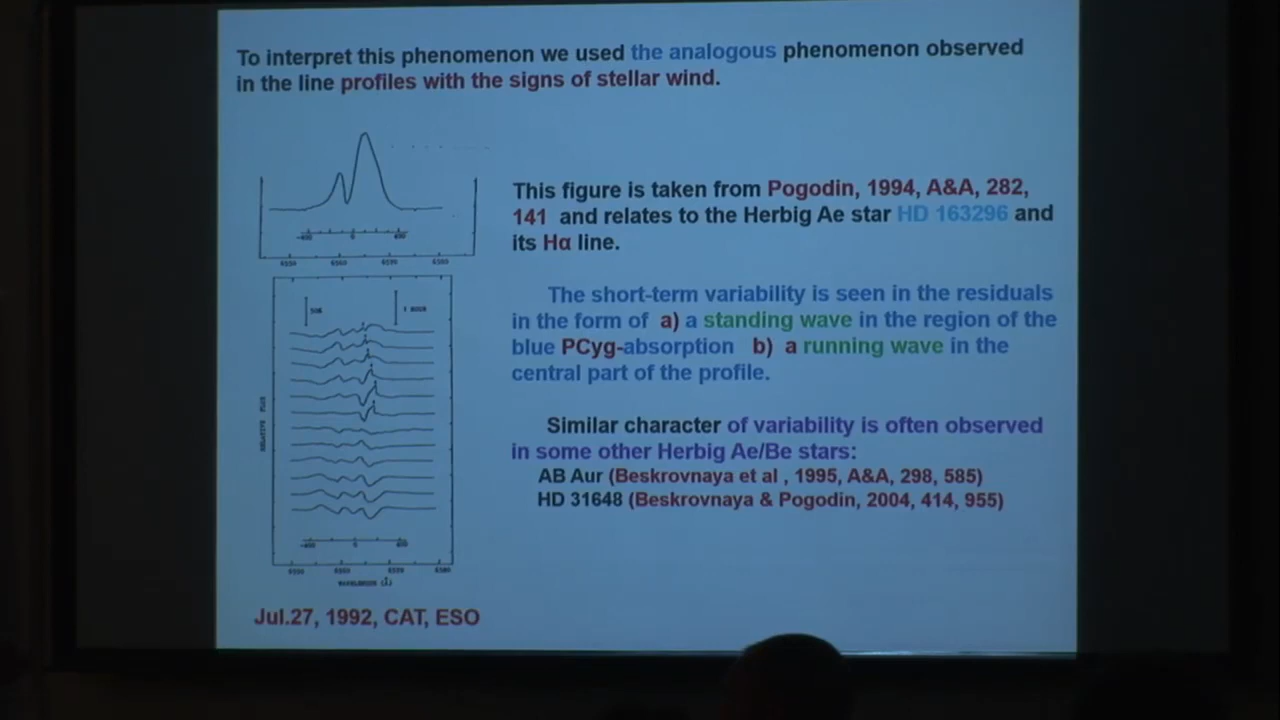 To interpret this phenomenon we used the analogous phenomenon observed
in the line profiles with the signs of stellar wind.
This figure is taken from Pogodin, 1994, A&A, 282,
141 and relates to the Herbig Ae star HD 163296 and
its Hα line.
The short-term variability is seen in the residuals
in the form of a) a standing wave in the region of the
blue PCyg-absorption b) a running wave in the
central part of the profile.
Similar character of variability is often observed
in some other Herbig Ae/Be stars:
AB Aur (Beskrovnaya et al , 1995, A&A, 298, 585)
HD 31648 (Beskrovnaya & Pogodin, 2004, 414, 955)
Jul.27, 1992, CAT, ESO